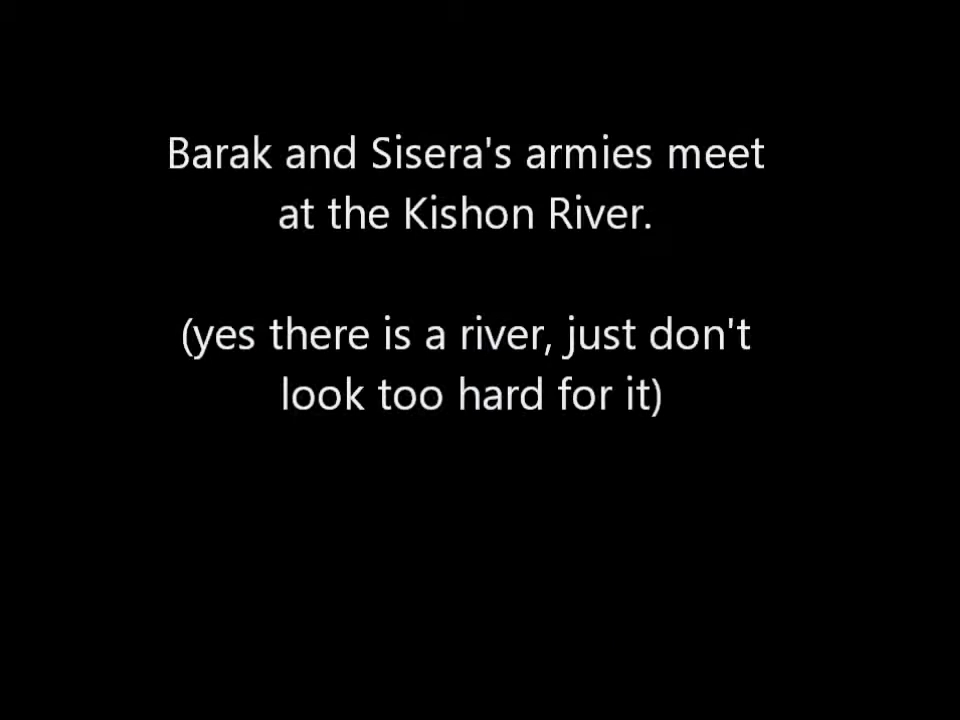 Barak and Sisera's armies meet
at the Kishon River.
(yes there is a river, just don't
look too hard for it)